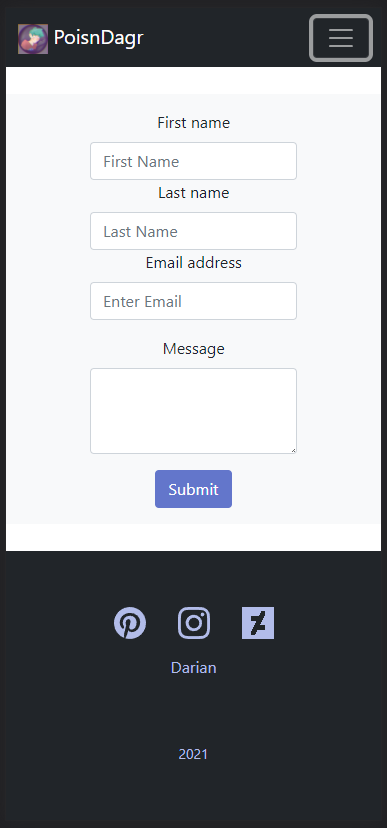 PoisnDagr
First name
First Name
Last name
Last Name
Email address
Enter Email
Message
Submit
Darian
2021